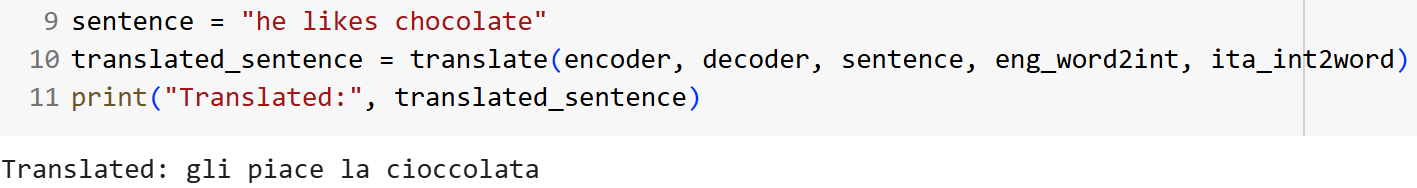 9 sentence = "he likes chocolate"
10 translated_sentence = translate(encoder, decoder, sentence, eng_word2int, ita_int2word)
11 print("Translated:", translated_sentence)
Translated: gli piace la cioccolata